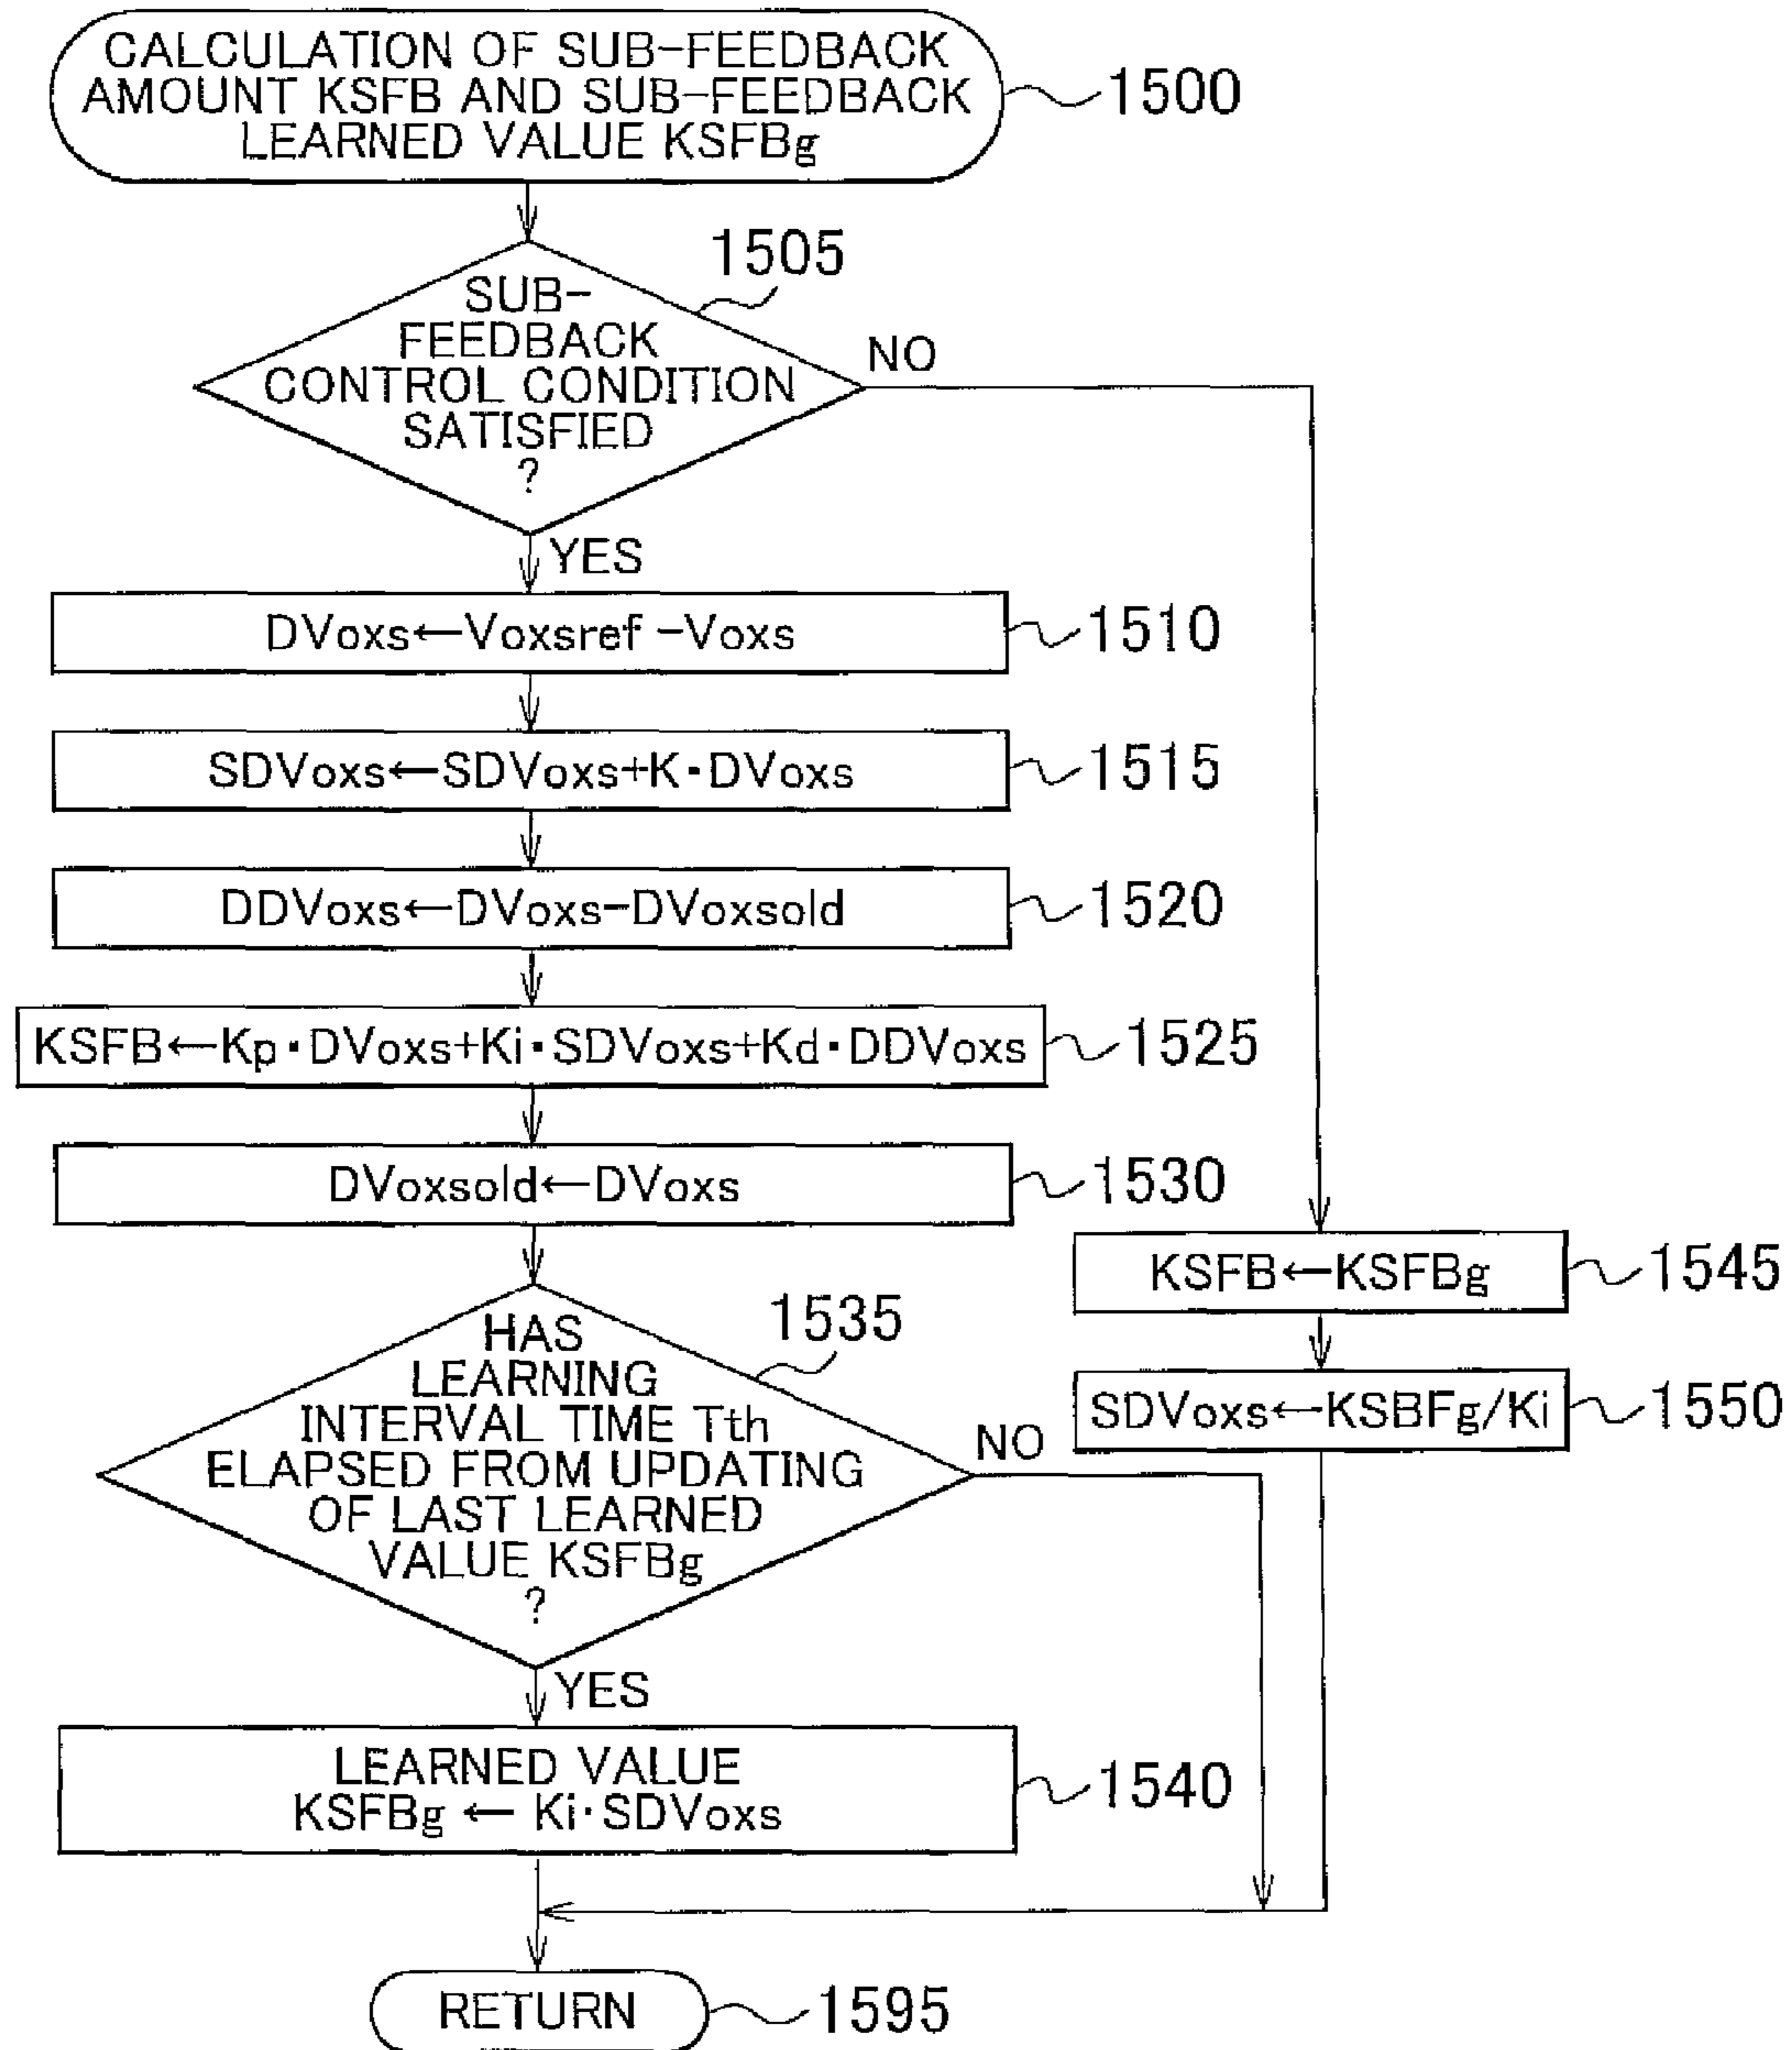 CALCULATION OF SUB-FEEDBACK
AMOUNT KSFB AND SUB-FEEDBACK
LEARNED VALUE KSFBg
1500
1505
SUB-
FEEDBACK
CONTROL CONDITION
SATISFIED
?
NO
YES
DVoxs←Voxsref-Voxs
1510
SDVoxs←SDVoxs+K·DVoxs
1515
DDVoxs←DVoxs-DVoxsold
1520
KSFB←Kp·DVoxs+Ki·SDVoxs+Kd·DDVoxs
1525
DVoxsold←DVoxs
1530
KSFB←KSFBg
1545
SDVoxs←KSBFg/Ki
1550
1535
HAS
LEARNING
INTERVAL TIME Tth
ELAPSED FROM UPDATING
OF LAST LEARNED
VALUE KSFBg
?
NO
YES
LEARNED VALUE
KSFBg ← Ki·SDVoxs
1540
RETURN
1595